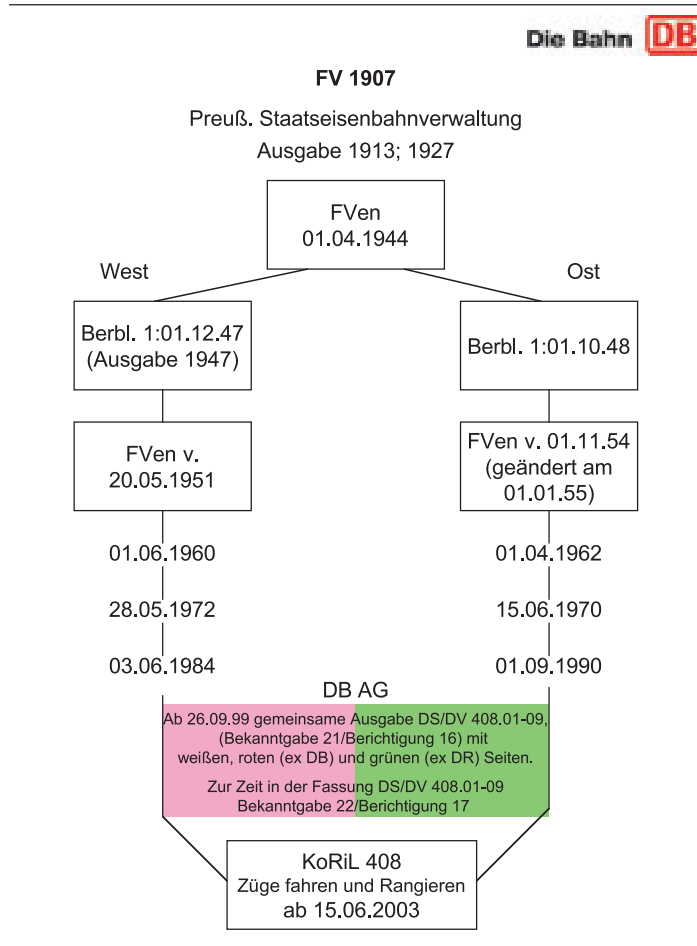 Die Bahn DB
FV 1907
Preuß. Staatseisenbahnverwaltung
Ausgabe 1913; 1927
FVen
01.04.1944
West
Ost
Berbl. 1:01.12.47
(Ausgabe 1947)
Berbl. 1:01.10.48
FVen v.
20.05.1951
FVen v. 01.11.54
(geändert am
01.01.55)
01.06.1960
01.04.1962
28.05.1972
15.06.1970
03.06.1984
01.09.1990
DB AG
Ab 26.09.99 gemeinsame Ausgabe DS/DV 408.01-09,
(Bekanntgabe 21/Berichtigung 16) mit
weißen, roten (ex DB) und grünen (ex DR) Seiten.
Zur Zeit in der Fassung DS/DV 408.01-09
Bekanntgabe 22/Berichtigung 17
KoRiL 408
Züge fahren und Rangieren
ab 15.06.2003